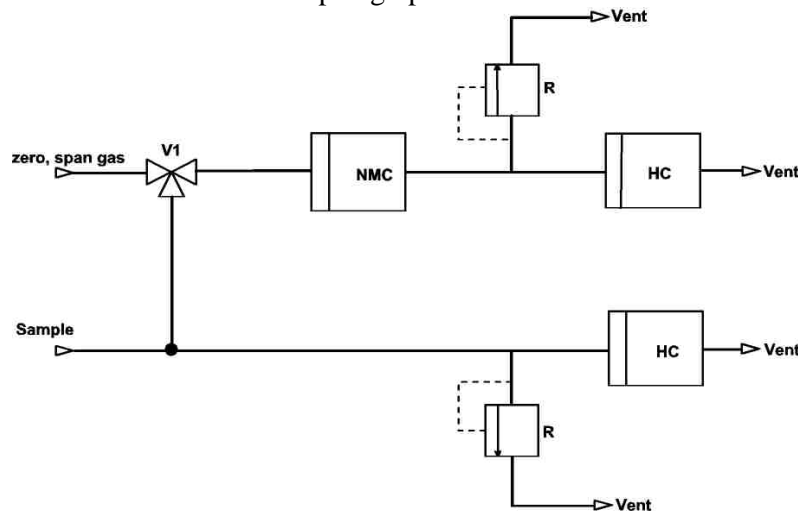 Vent
R
V1
zero, span gas
NMC
HC
Vent
Sample
HC
Vent
R
Vent